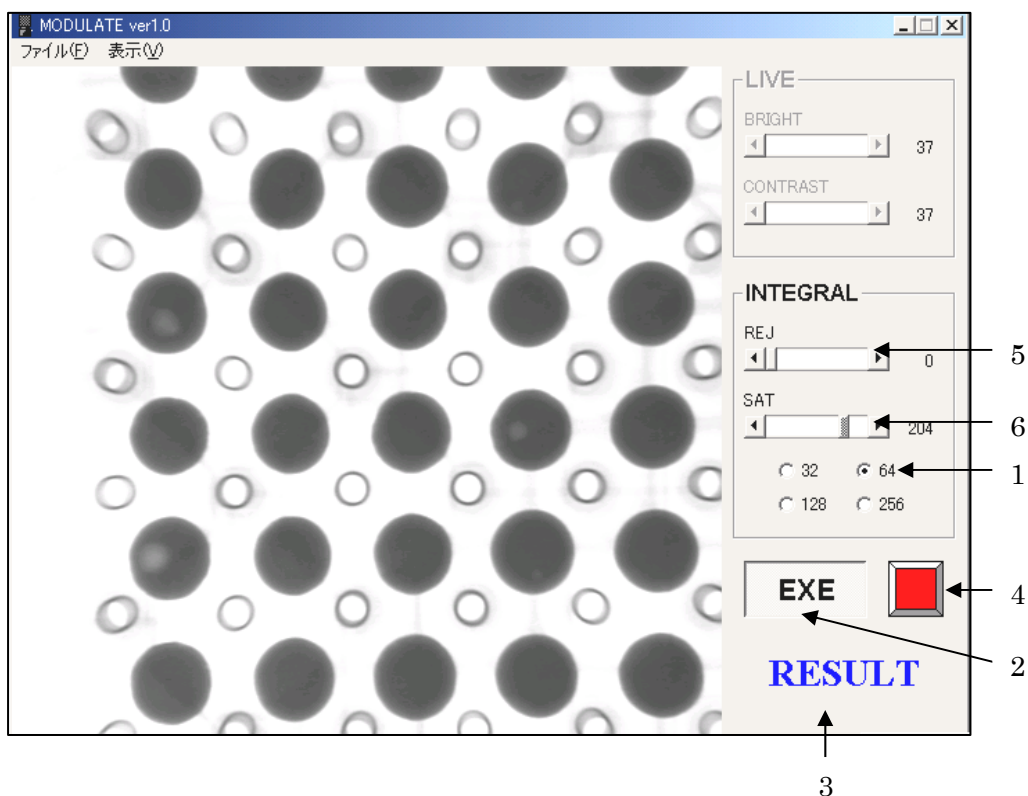 MODULATE ver1.0
ファイル(F) 表示(V)
LIVE
BRIGHT
37
CONTRAST
37
INTEGRAL
REJ
0
5
SAT
204
6
32 64
1
128 256
EXE
4
2
RESULT
3